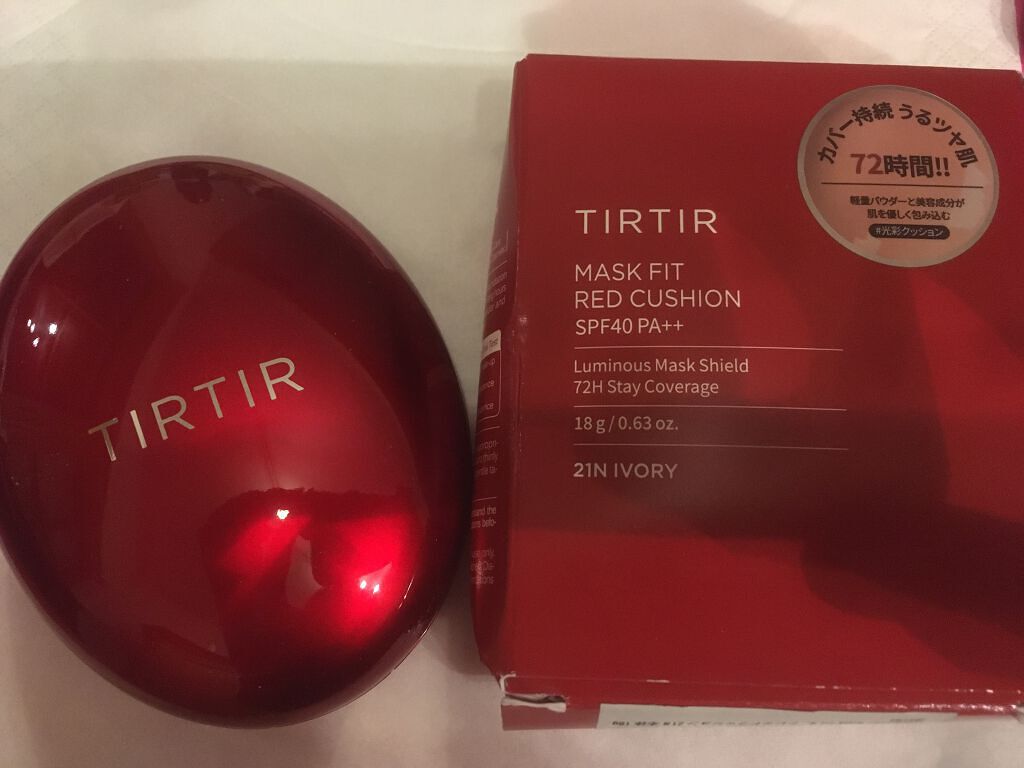 TIRTIR
TIRTIR
MASK FIT
RED CUSHION
SPF40 PA++
Luminous Mask Shield
72H Stay Coverage
18 g / 0.63 oz.
21N IVORY
カバー持続 うるツヤ肌
72時間!!
軽量パウダーと美容成分が
肌を優しく包み込む
#光彩クッション